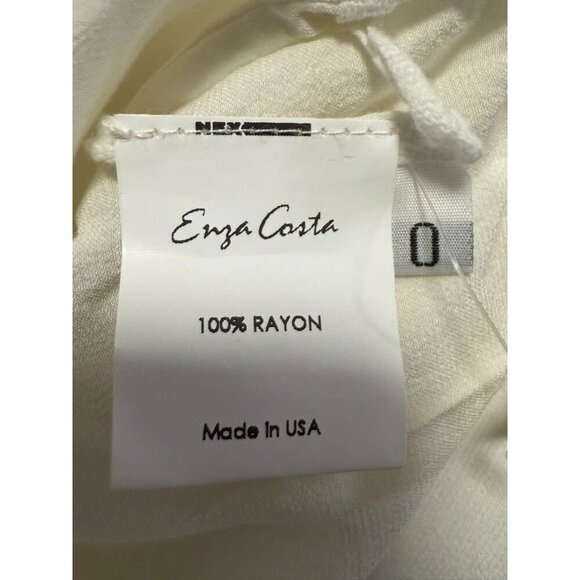 Enza Costa
0
100% RAYON
Made in USA